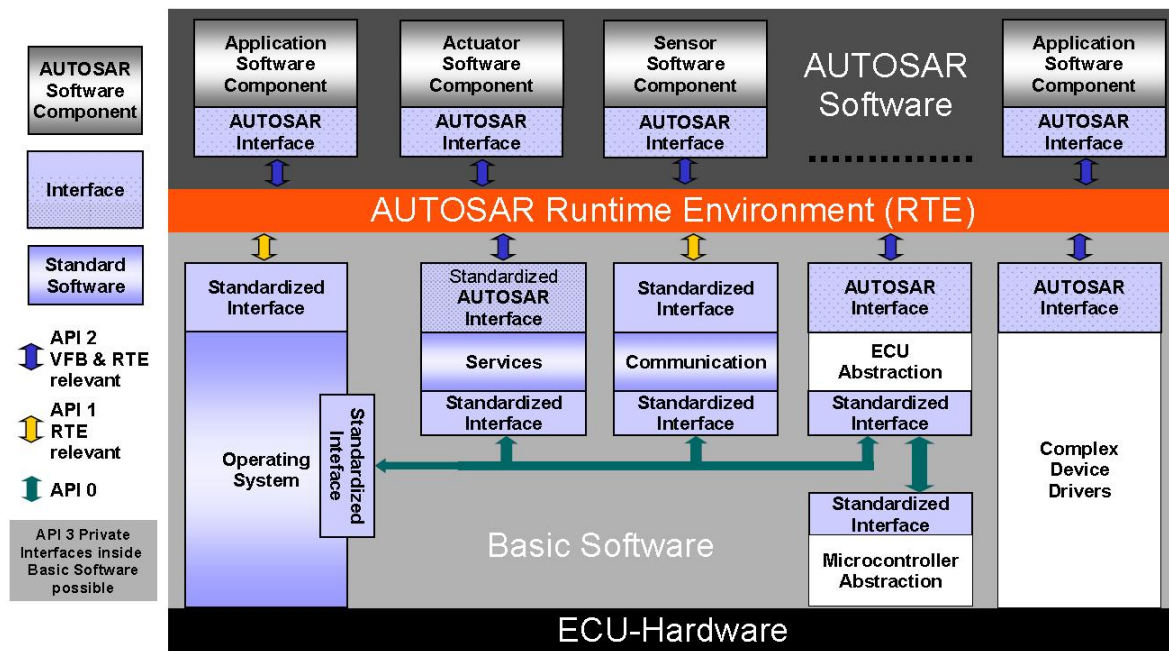 AUTOSAR
Software
Component
Interface
Standard
Software
API 2
VFB & RTE
relevant
API 1
RTE
relevant
API 0
API 3 Private
Interfaces inside
Basic Software
possible
Application
Software
Component
AUTOSAR
Interface
Actuator
Software
Component
AUTOSAR
Interface
Sensor
Software
Component
AUTOSAR
Interface
AUTOSAR
Software
Application
Software
Component
AUTOSAR
Interface
AUTOSAR Runtime Environment (RTE)
Standardized
Interface
Operating
System
Standardized
Inteface
Standardized
AUTOSAR
Interface
Services
Standardized
Interface
Standardized
Interface
Communication
Standardized
Interface
AUTOSAR
Interface
ECU
Abstraction
Standardized
Interface
Standardized
Interface
Microcontroller
Abstraction
AUTOSAR
Interface
Complex
Device
Drivers
Basic Software
ECU-Hardware